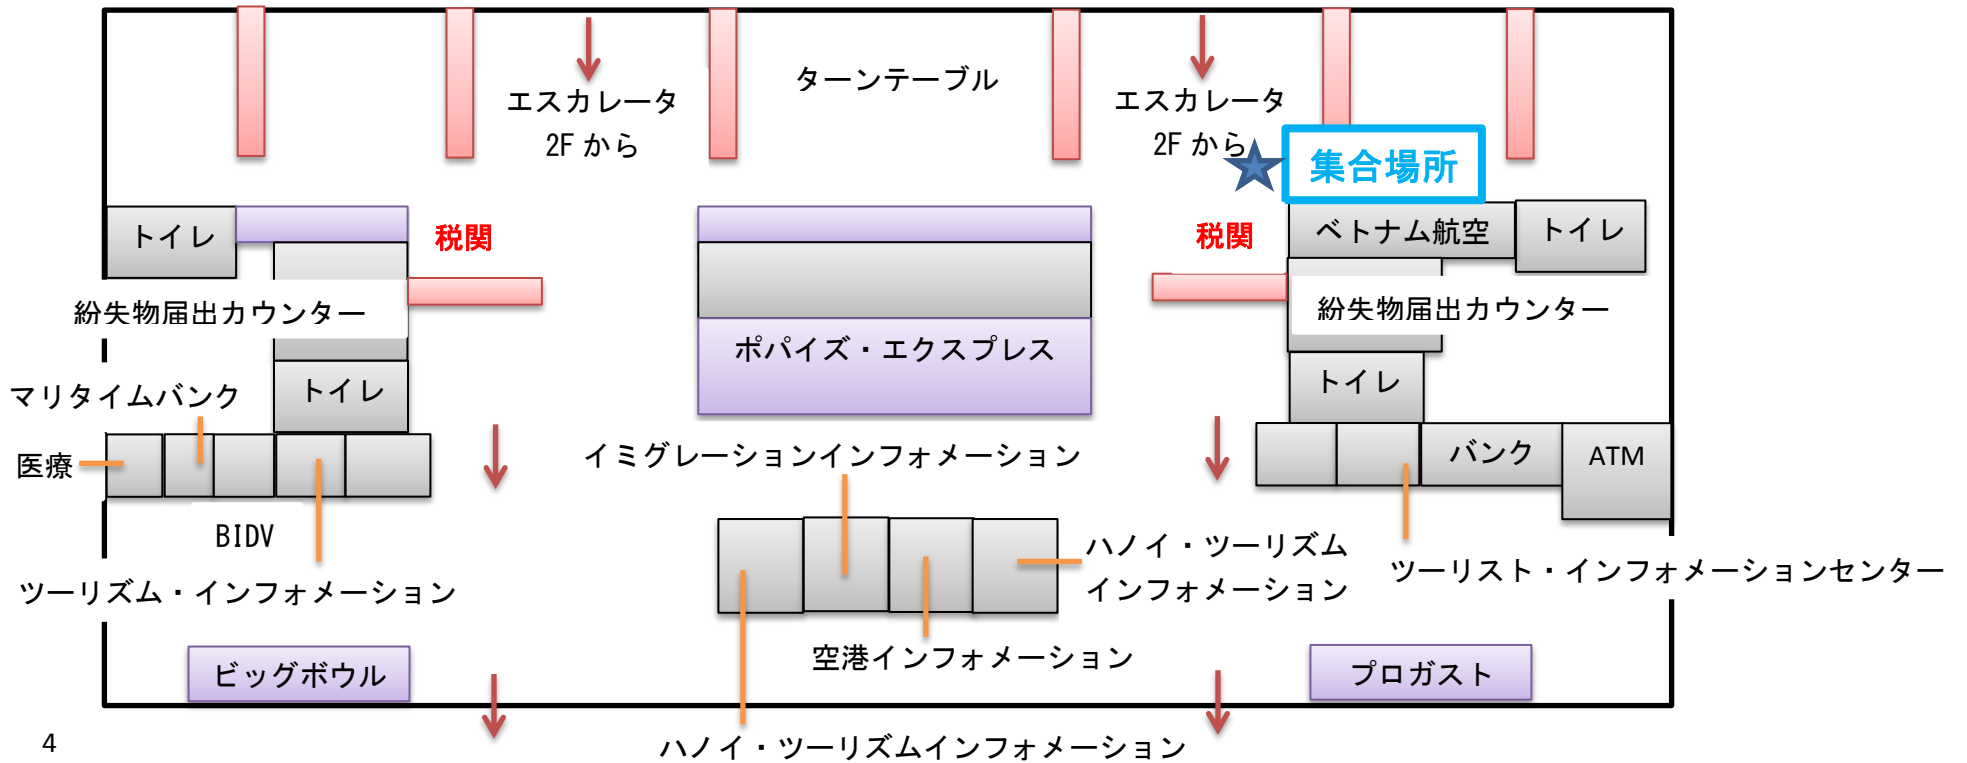 ターンテーブル
エスカレータ
2F から
エスカレータ
2F から
集合場所
トイレ
税関
税関
ベトナム航空
トイレ
紛失物届出カウンター
紛失物届出カウンター
ポパイズ・エクスプレス
トイレ
トイレ
マリタイムバンク
医療
イミグレーションインフォメーション
バンク
ATM
BIDV
ツーリズム・インフォメーション
ハノイ・ツーリズム
インフォメーション
ツーリスト・インフォメーションセンター
空港インフォメーション
ビッグボウル
プロガスト
4
ハノイ・ツーリズムインフォメーション